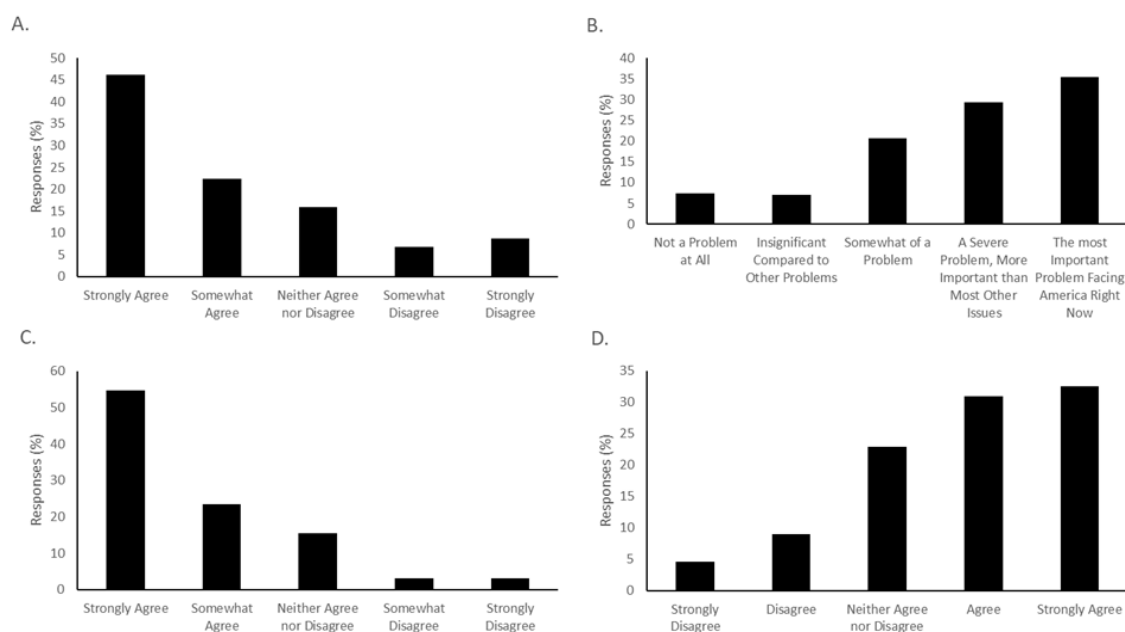 A.
50
45
40
35
30
25
20
15
10
5
0
Responses (%)
Strongly Agree
Somewhat
Agree
Neither Agree
nor Disagree
Somewhat
Disagree
Strongly
Disagree
B.
40
35
30
25
20
15
10
5
0
Responses (%)
Not a Problem
at All
Insignificant
Compared to
Other Problems
Somewhat of a
Problem
A Severe
Problem, More
Important than
Most Other
Issues
The most
Important
Problem Facing
America Right
Now
C.
60
50
40
30
20
10
0
Responses (%)
Strongly Agree
Somewhat
Agree
Neither Agree
nor Disagree
Somewhat
Disagree
Strongly
Disagree
D.
35
30
25
20
15
10
5
0
Responses (%)
Strongly
Disagree
Disagree
Neither Agree
nor Disagree
Agree
Strongly Agree